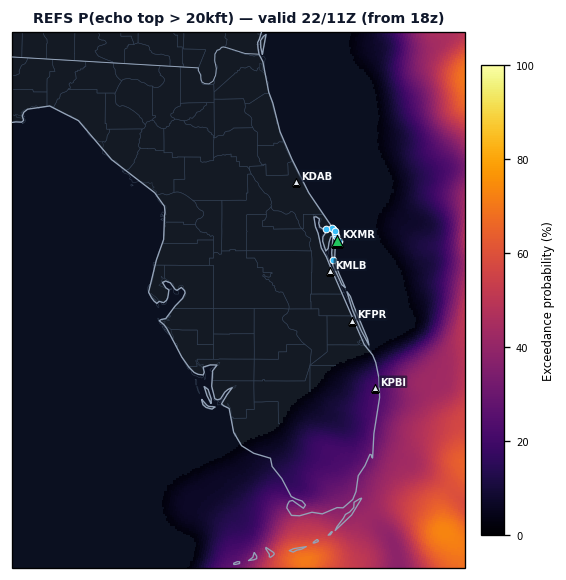 REFS P(echo top > 20kft) — valid 22/11Z (from 18z)
KDAB
KXMR
KMLB
KFPR
KPBI
100
80
60
40
20
0
Exceedance probability (%)